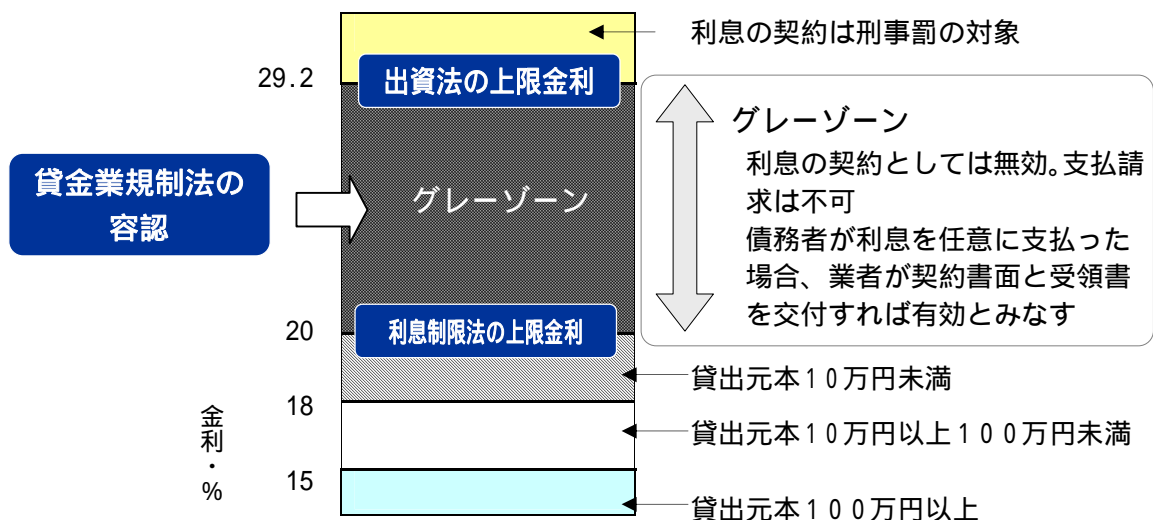 利息の契約は刑事罰の対象
29.2
出資法の上限金利
グレーゾーン
利息の契約としては無効。支払請
求は不可
債務者が利息を任意に支払った
場合、業者が契約書面と受領書
を交付すれば有効とみなす
貸金業規制法の
容認
グレーゾーン
20
利息制限法の上限金利
貸出元本10万円未満
18
貸出元本10万円以上100万円未満
15
貸出元本100万円以上
金利・%